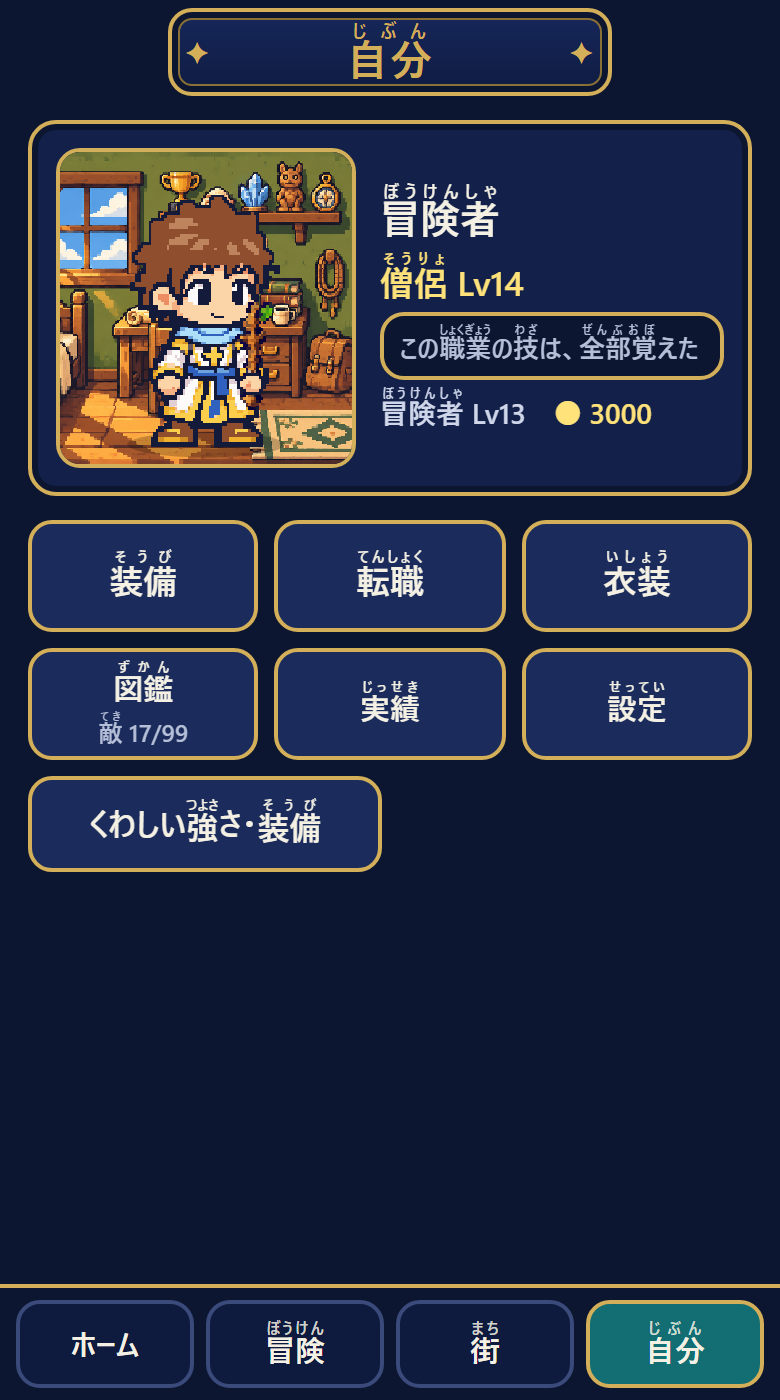 じぶん
自分
ぼうけんしゃ
冒険者
そうりょ
僧侶 Lv14
しょくぎょう わざ ぜんぶおぼ
この職業の技は、全部覚えた
ぼうけんしゃ
冒険者 Lv13 3000
そうび てんしょく いしょう
装備 転職 衣装
ずかん
図鑑
てき
敵 17/99
じっせき
実績
せってい
設定
つよさ そうび
くわしい強さ・装備
ホーム
ぼうけん
冒険
まち
街
じぶん
自分